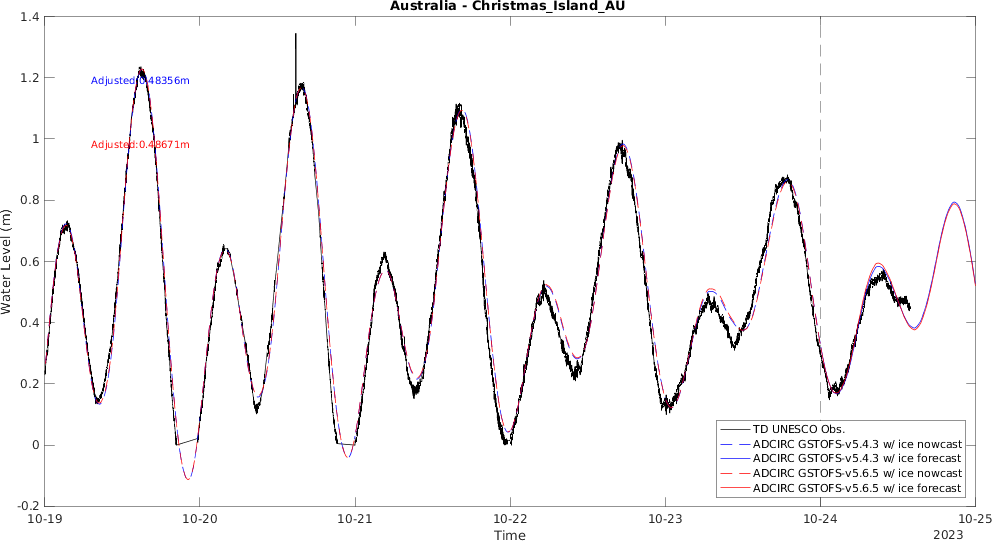 Australia - Christmas_Island_AU
1.4
1.2
1
0.8
0.6
0.4
0.2
0
-0.2
Water Level (m)
Adjusted:0.48356m
Adjusted:0.48671m
TD UNESCO Obs.
ADCIRC GSTOFS-v5.4.3 w/ ice nowcast
ADCIRC GSTOFS-v5.4.3 w/ ice forecast
ADCIRC GSTOFS-v5.6.5 w/ ice nowcast
ADCIRC GSTOFS-v5.6.5 w/ ice forecast
10-19 10-20 10-21 10-22 10-23 10-24 10-25
Time
2023